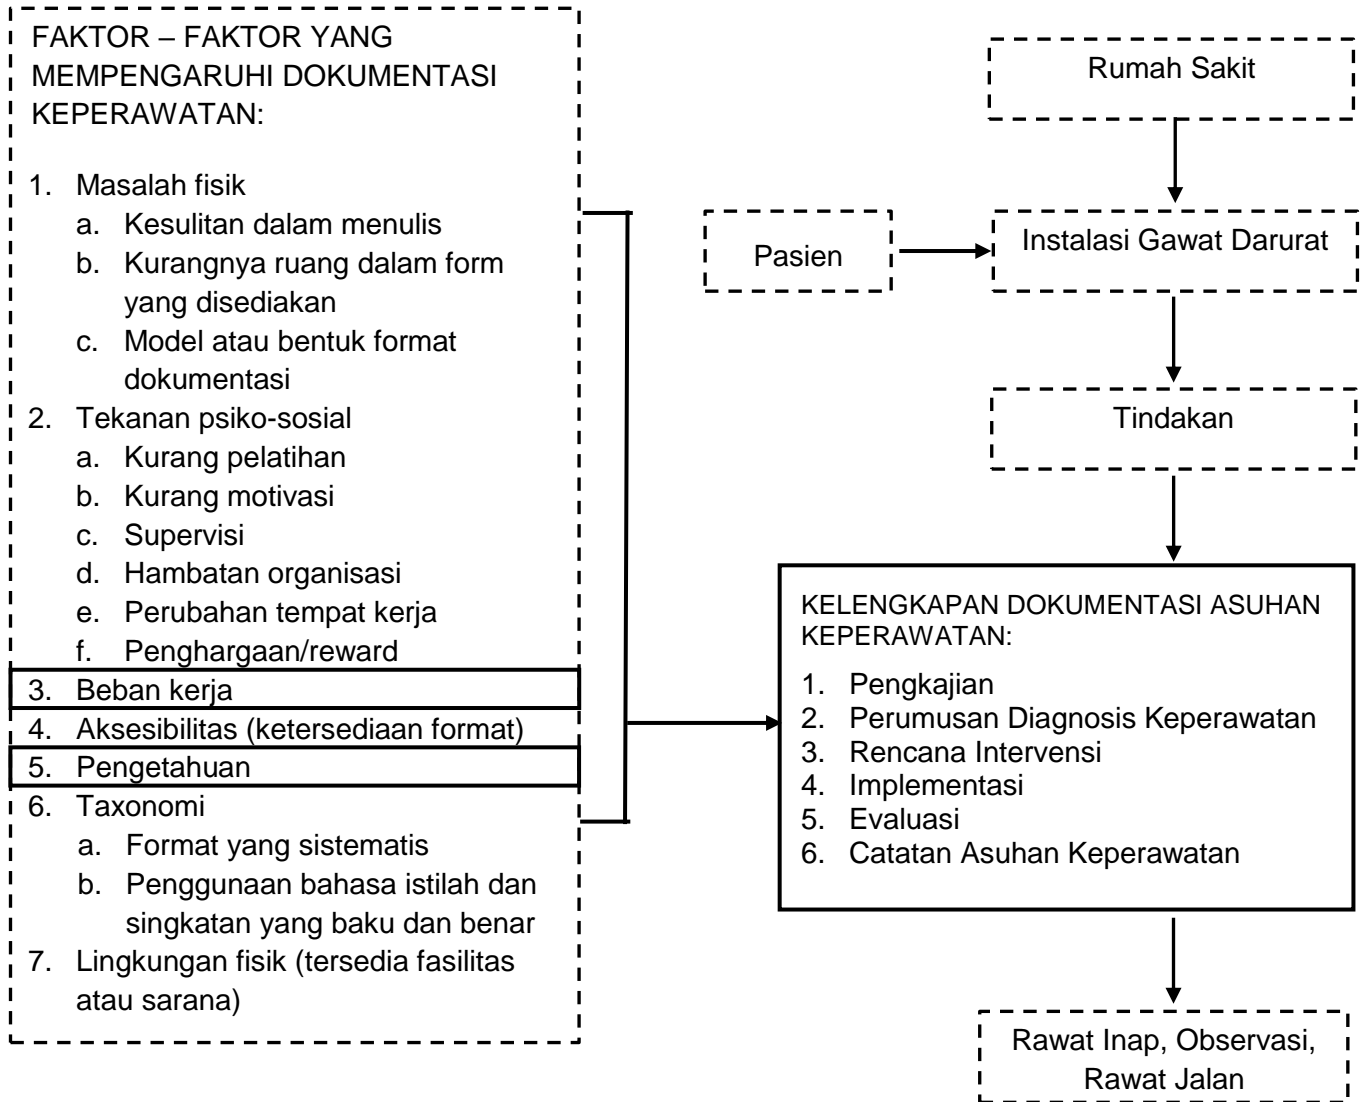 FAKTOR – FAKTOR YANG
MEMPENGARUHI DOKUMENTASI
KEPERAWATAN:
1. Masalah fisik
a. Kesulitan dalam menulis
b. Kurangnya ruang dalam form
yang disediakan
c. Model atau bentuk format
dokumentasi
2. Tekanan psiko-sosial
a. Kurang pelatihan
b. Kurang motivasi
c. Supervisi
d. Hambatan organisasi
e. Perubahan tempat kerja
f. Penghargaan/reward
3. Beban kerja
4. Aksesibilitas (ketersediaan format)
5. Pengetahuan
6. Taxonomi
a. Format yang sistematis
b. Penggunaan bahasa istilah dan
singkatan yang baku dan benar
7. Lingkungan fisik (tersedia fasilitas
atau sarana)
Rumah Sakit
Pasien
Instalasi Gawat Darurat
Tindakan
KELENGKAPAN DOKUMENTASI ASUHAN
KEPERAWATAN:
1. Pengkajian
2. Perumusan Diagnosis Keperawatan
3. Rencana Intervensi
4. Implementasi
5. Evaluasi
6. Catatan Asuhan Keperawatan
Rawat Inap, Observasi,
Rawat Jalan